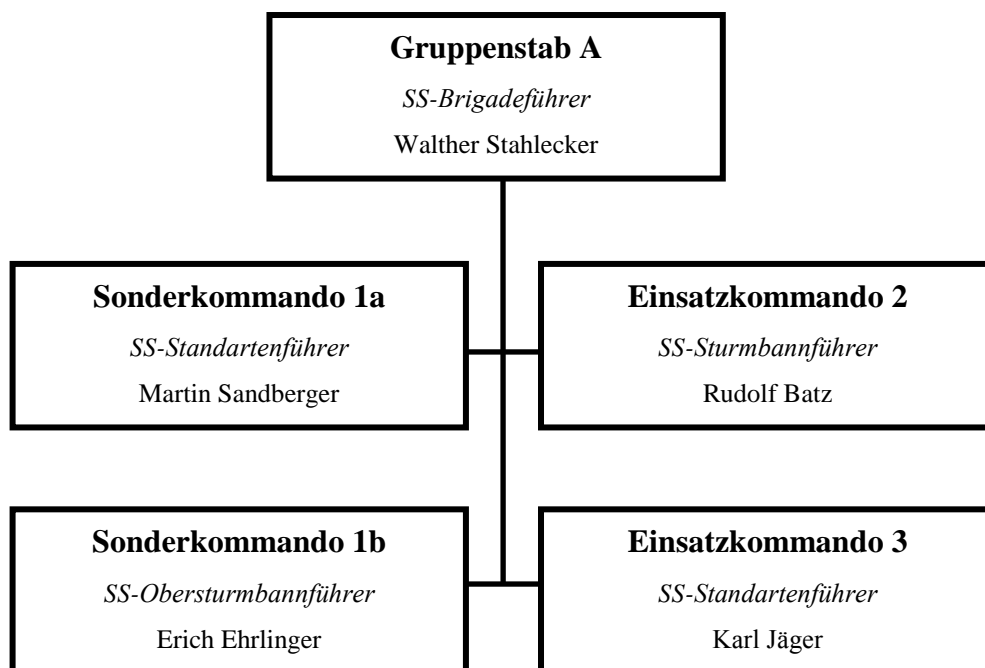 Gruppenstab A
SS-Brigadeführer
Walther Stahlecker
Sonderkommando 1a
SS-Standartenführer
Martin Sandberger
Einsatzkommando 2
SS-Sturmbannführer
Rudolf Batz
Sonderkommando 1b
SS-Obersturmbannführer
Erich Ehrlinger
Einsatzkommando 3
SS-Standartenführer
Karl Jäger